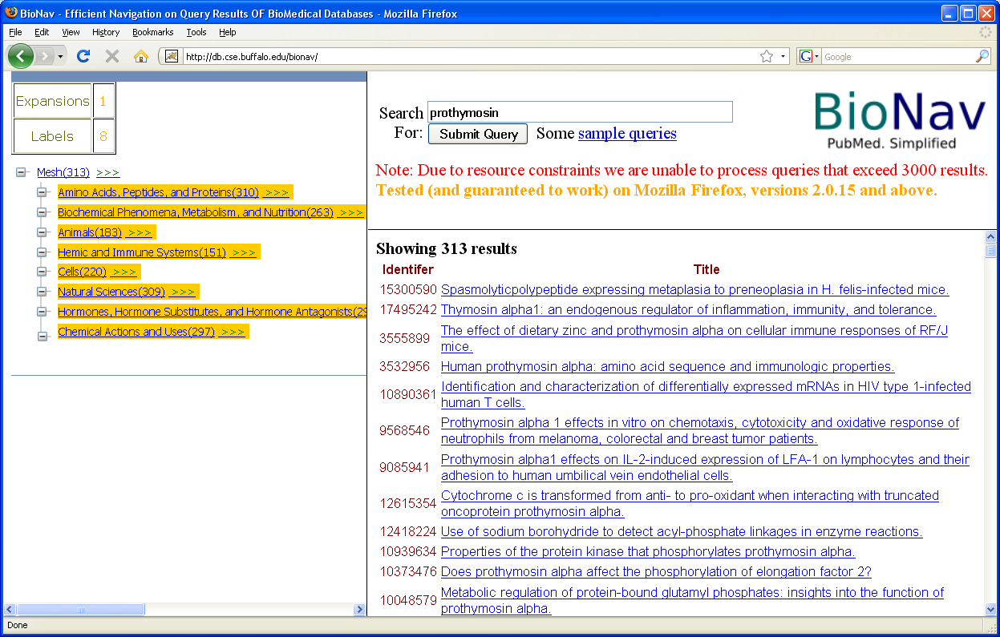 BioNav - Efficient Navigation on Query Results OF BioMedical Databases - Mozilla Firefox
File Edit View History Bookmarks Tools Help
http://db.cse.buffalo.edu/bionav/
G Google
Expansions 1
Labels 8
Mesh(313) >>>
Amino Acids, Peptides, and Proteins(310) >>>
Biochemical Phenomena, Metabolism, and Nutrition(263) >>>
Animals(183) >>>
Hemic and Immune Systems(151) >>>
Cells(220) >>>
Natural Sciences(309) >>>
Hormones, Hormone Substitutes, and Hormone Antagonists(29
Chemical Actions and Uses(297) >>>
Search prothymosin
For: Submit Query Some sample queries
BioNav
PubMed. Simplified
Note: Due to resource constraints we are unable to process queries that exceed 3000 results.
Tested (and guaranteed to work) on Mozilla Firefox, versions 2.0.15 and above.
Showing 313 results
Identifer Title
15300590 Spasmolyticpolypeptide expressing metaplasia to preneoplasia in H. felis-infected mice.
17495242 Thymosin alpha1: an endogenous regulator of inflammation, immunity, and tolerance.
3555899 The effect of dietary zinc and prothymosin alpha on cellular immune responses of RF/J
mice.
3532956 Human prothymosin alpha: amino acid sequence and immunologic properties.
10890361 Identification and characterization of differentially expressed mRNAs in HIV type 1-infected
human T cells.
9568546 Prothymosin alpha 1 effects in vitro on chemotaxis, cytotoxicity and oxidative response of
neutrophils from melanoma, colorectal and breast tumor patients.
9085941 Prothymosin alpha1 effects on IL-2-induced expression of LFA-1 on lymphocytes and their
adhesion to human umbilical vein endothelial cells.
12615354 Cytochrome c is transformed from anti- to pro-oxidant when interacting with truncated
oncoprotein prothymosin alpha.
12418224 Use of sodium borohydride to detect acyl-phosphate linkages in enzyme reactions.
10939634 Properties of the protein kinase that phosphorylates prothymosin alpha.
10373476 Does prothymosin alpha affect the phosphorylation of elongation factor 2?
10048579 Metabolic regulation of protein-bound glutamyl phosphates: insights into the function of
prothymosin alpha.
Done